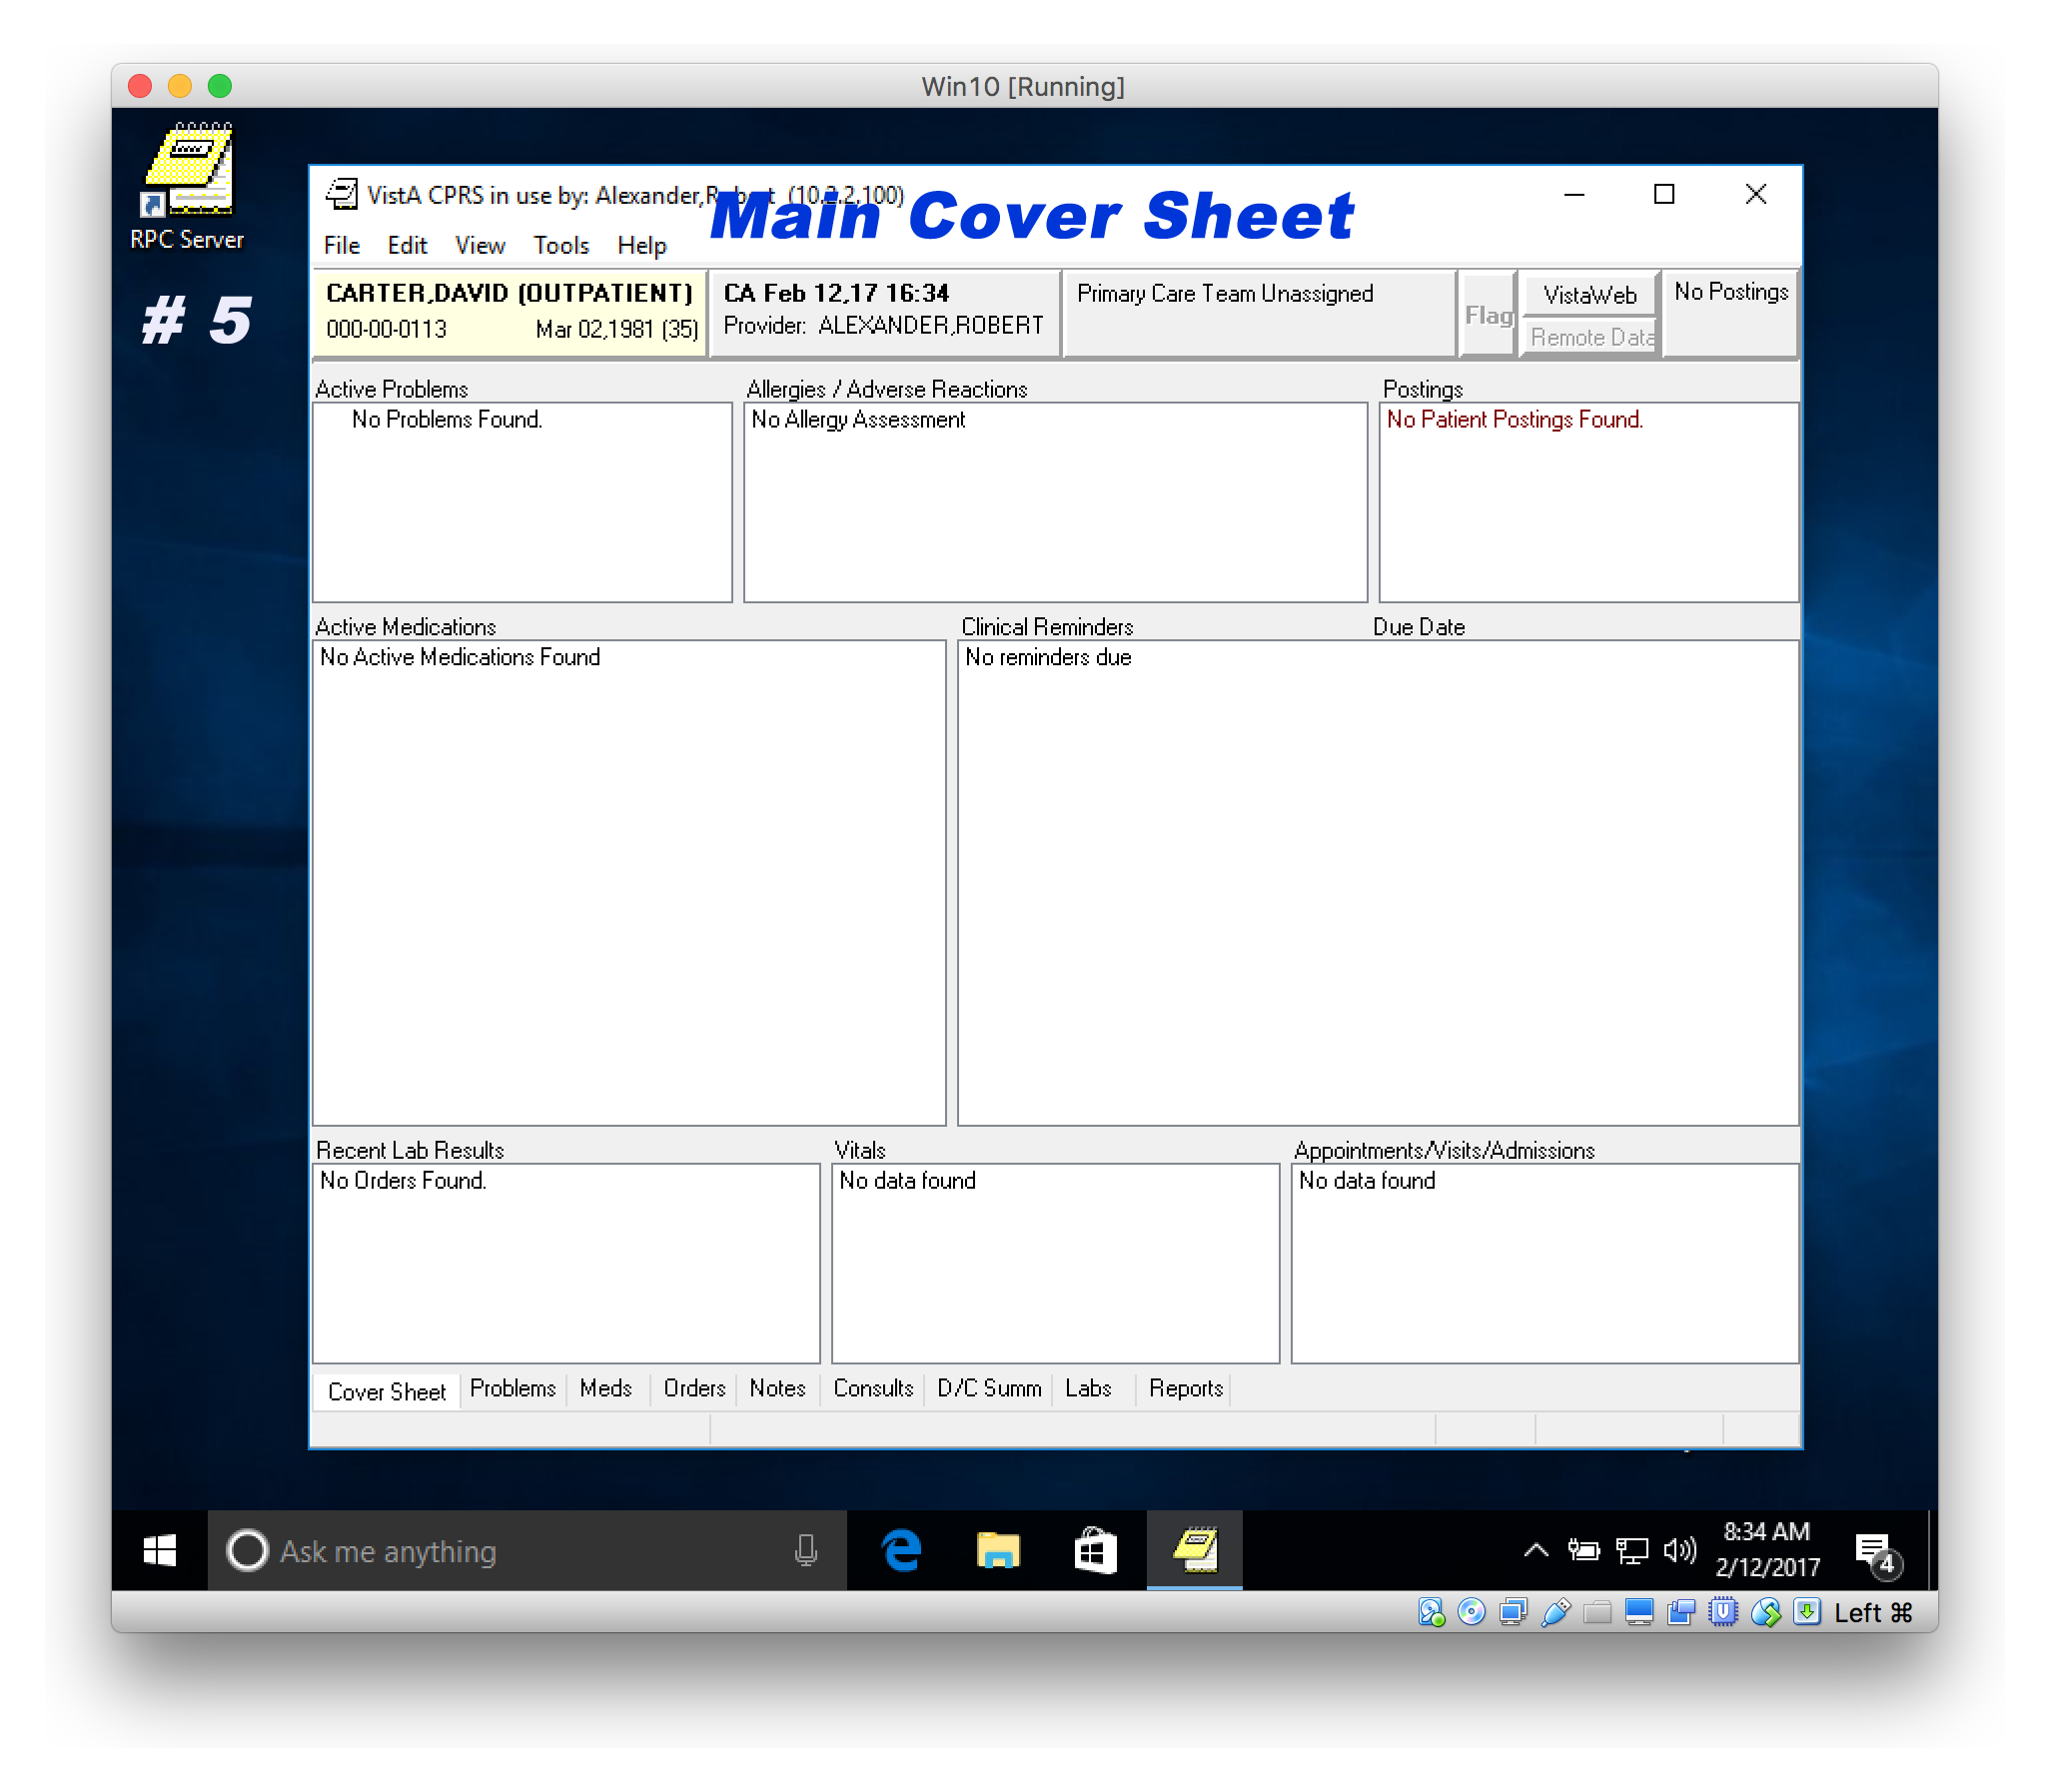 Win10 [Running]
RPC Server
# 5
VistA CPRS in use by: Alexander,Robert (10.2.2.100)
Main Cover Sheet
File Edit View Tools Help
CARTER,DAVID (OUTPATIENT)
000-00-0113 Mar 02,1981 (35)
CA Feb 12,17 16:34
Provider: ALEXANDER,ROBERT
Primary Care Team Unassigned
Flag
VistaWeb
Remote Data
No Postings
Active Problems
No Problems Found.
Allergies / Adverse Reactions
No Allergy Assessment
Postings
No Patient Postings Found.
Active Medications
No Active Medications Found
Clinical Reminders Due Date
No reminders due
Recent Lab Results
No Orders Found.
Vitals
No data found
Appointments/Visits/Admissions
No data found
Cover Sheet Problems Meds Orders Notes Consults D/C Summ Labs Reports
Ask me anything
8:34 AM
2/12/2017
4
Left ⌘